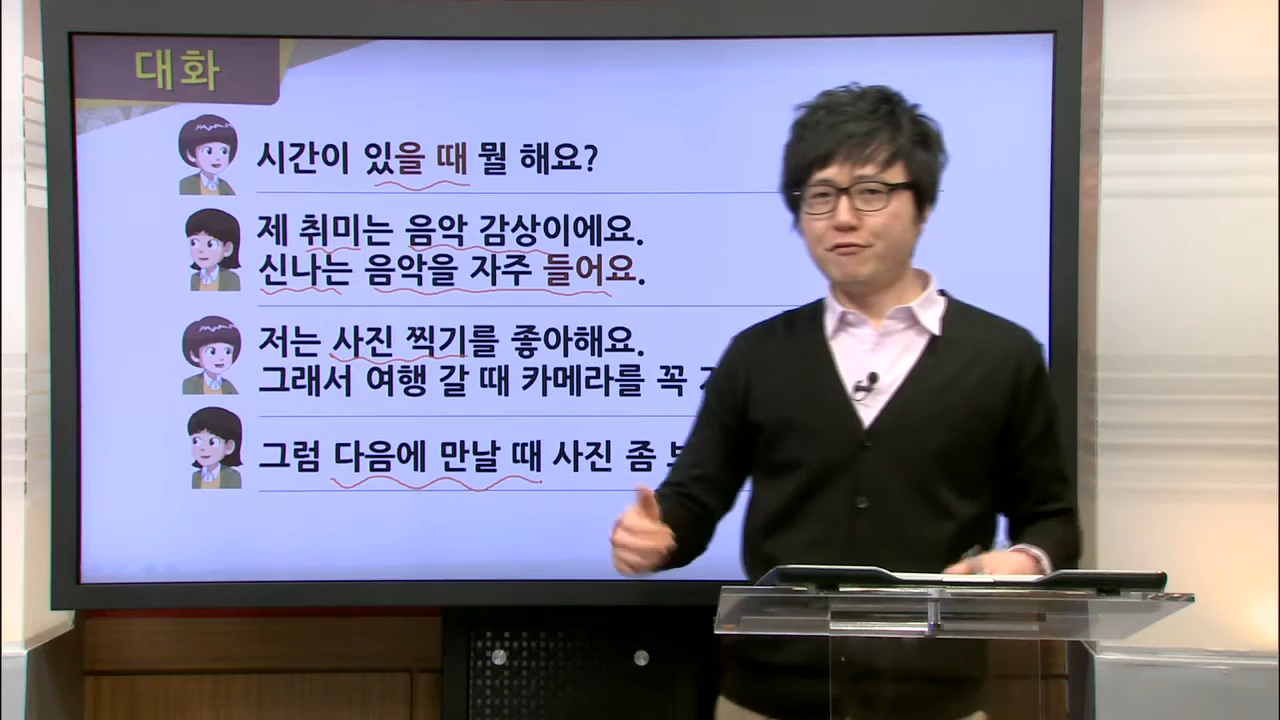 대화
시간이 있을 때 뭘 해요?
제 취미는 음악 감상이에요.
신나는 음악을 자주 들어요.
저는 사진 찍기를 좋아해요.
그래서 여행 갈 때 카메라를 꼭
그럼 다음에 만날 때 사진 좀